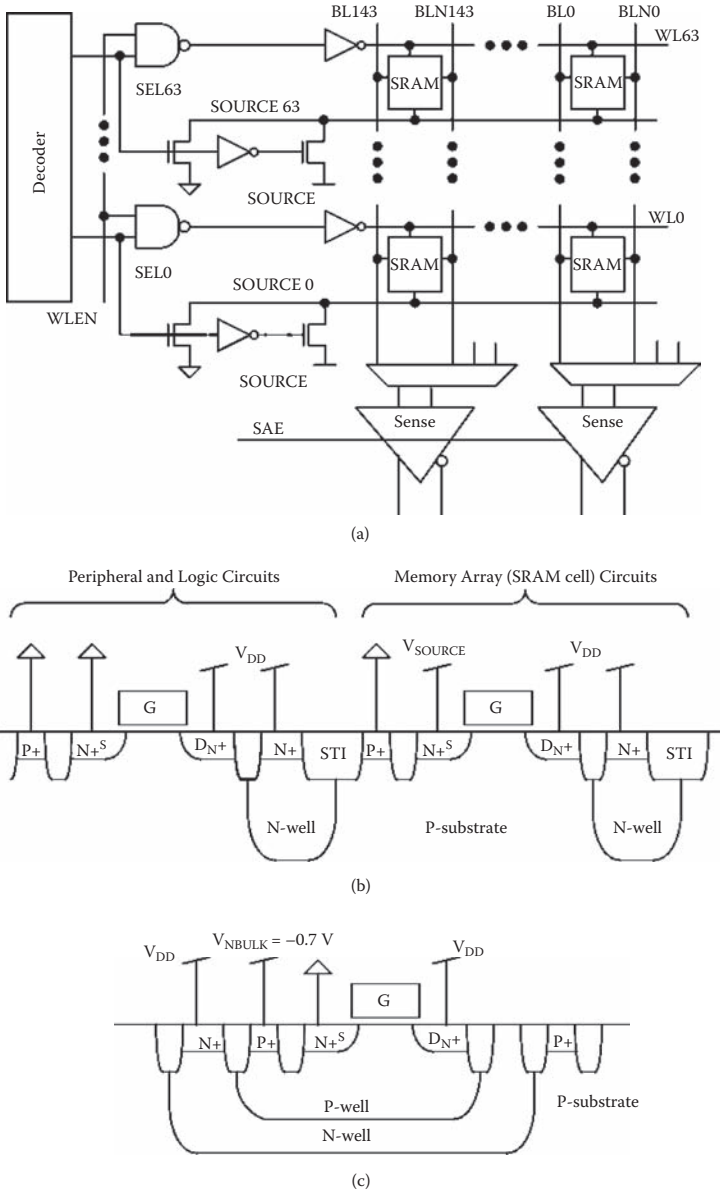 BL143 BLN143 BL0 BLN0
WL63
SEL63
SRAM SRAM
SOURCE 63
Decoder
SOURCE
WL0
SEL0
SRAM SRAM
SOURCE 0
WLEN
SOURCE
SAE
Sense Sense
(a)
Peripheral and Logic Circuits Memory Array (SRAM cell) Circuits
VDD VSOURCE VDD
G G
P+ N+S DN+ N+ STI P+ N+S DN+ N+ STI
N-well P-substrate N-well
(b)
VDD VNBULK = −0.7 V VDD
G
N+ P+ N+S DN+ P+
P-well
P-substrate
N-well
(c)